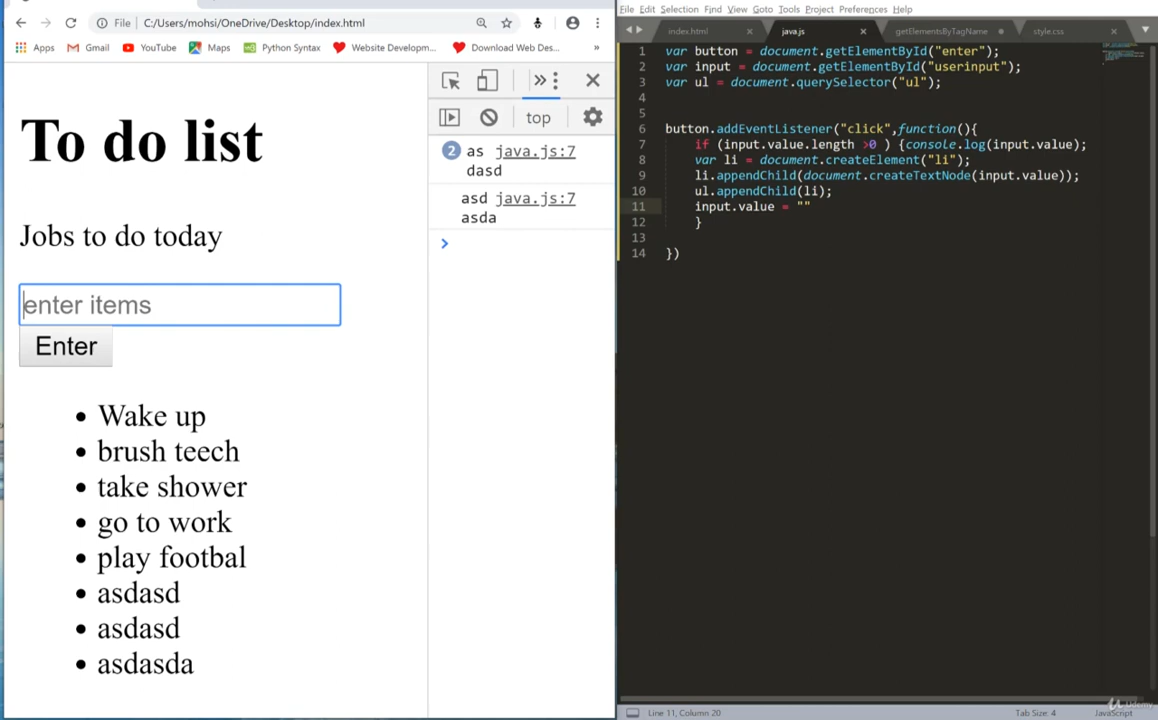 File C:/Users/mohsi/OneDrive/Desktop/index.html
Apps Gmail YouTube Maps Python Syntax Website Developm... Download Web Des... »
To do list
Jobs to do today
enter items
Enter
• Wake up
• brush teech
• take shower
• go to work
• play footbal
• asdasd
• asdasd
• asdasda
top
2 as java.js:7
dasd
asd java.js:7
asda
File Edit Selection Find View Goto Tools Project Preferences Help
index.html java.js getElementsByTagName style.css
1 var button = document.getElementById("enter");
2 var input = document.getElementById("userinput");
3 var ul = document.querySelector("ul");
4
5
6 button.addEventListener("click",function(){
7 if (input.value.length >0 ) {console.log(input.value);
8 var li = document.createElement("li");
9 li.appendChild(document.createTextNode(input.value));
10 ul.appendChild(li);
11 input.value = ""
12 }
13
14 })
Line 11, Column 20 Tab Size: 4 JavaScript
Udemy